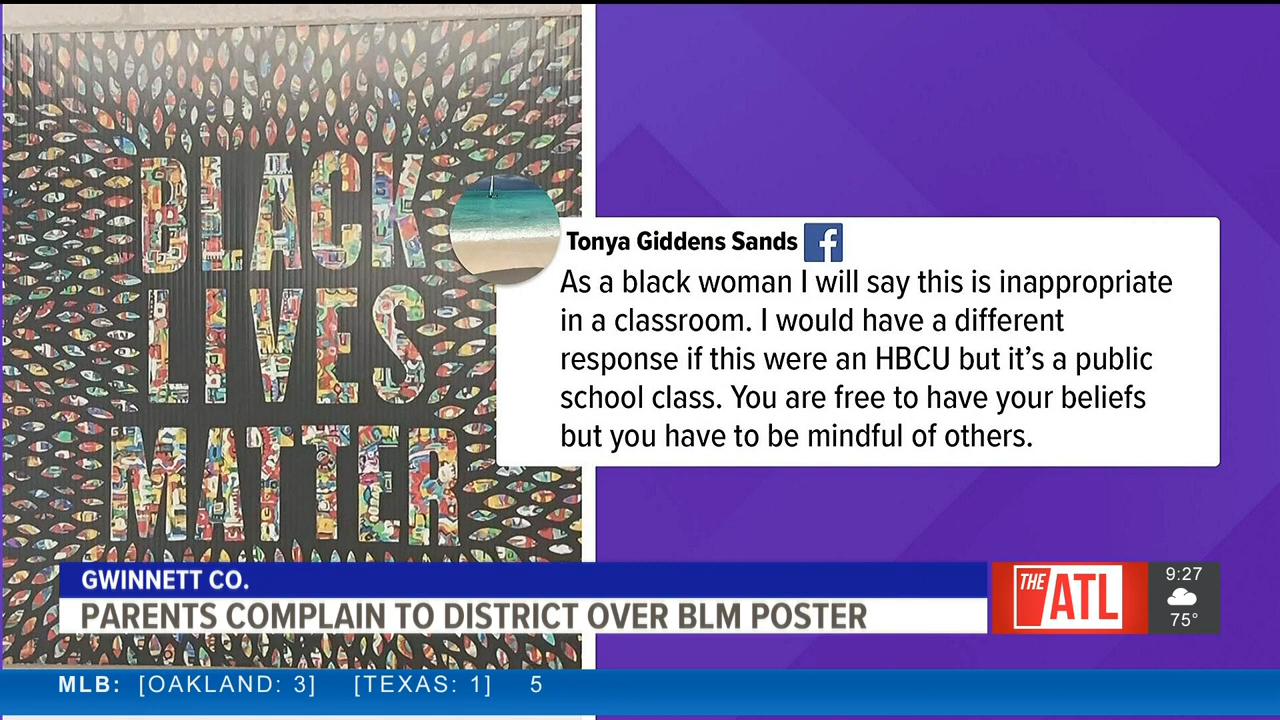 BLACK
LIVES
MATTER
Tonya Giddens Sands
As a black woman I will say this is inappropriate
in a classroom. I would have a different
response if this were an HBCU but it’s a public
school class. You are free to have your beliefs
but you have to be mindful of others.
GWINNETT CO.
PARENTS COMPLAIN TO DISTRICT OVER BLM POSTER
THE ATL
9:27
75°
MLB: [OAKLAND: 3] [TEXAS: 1] 5